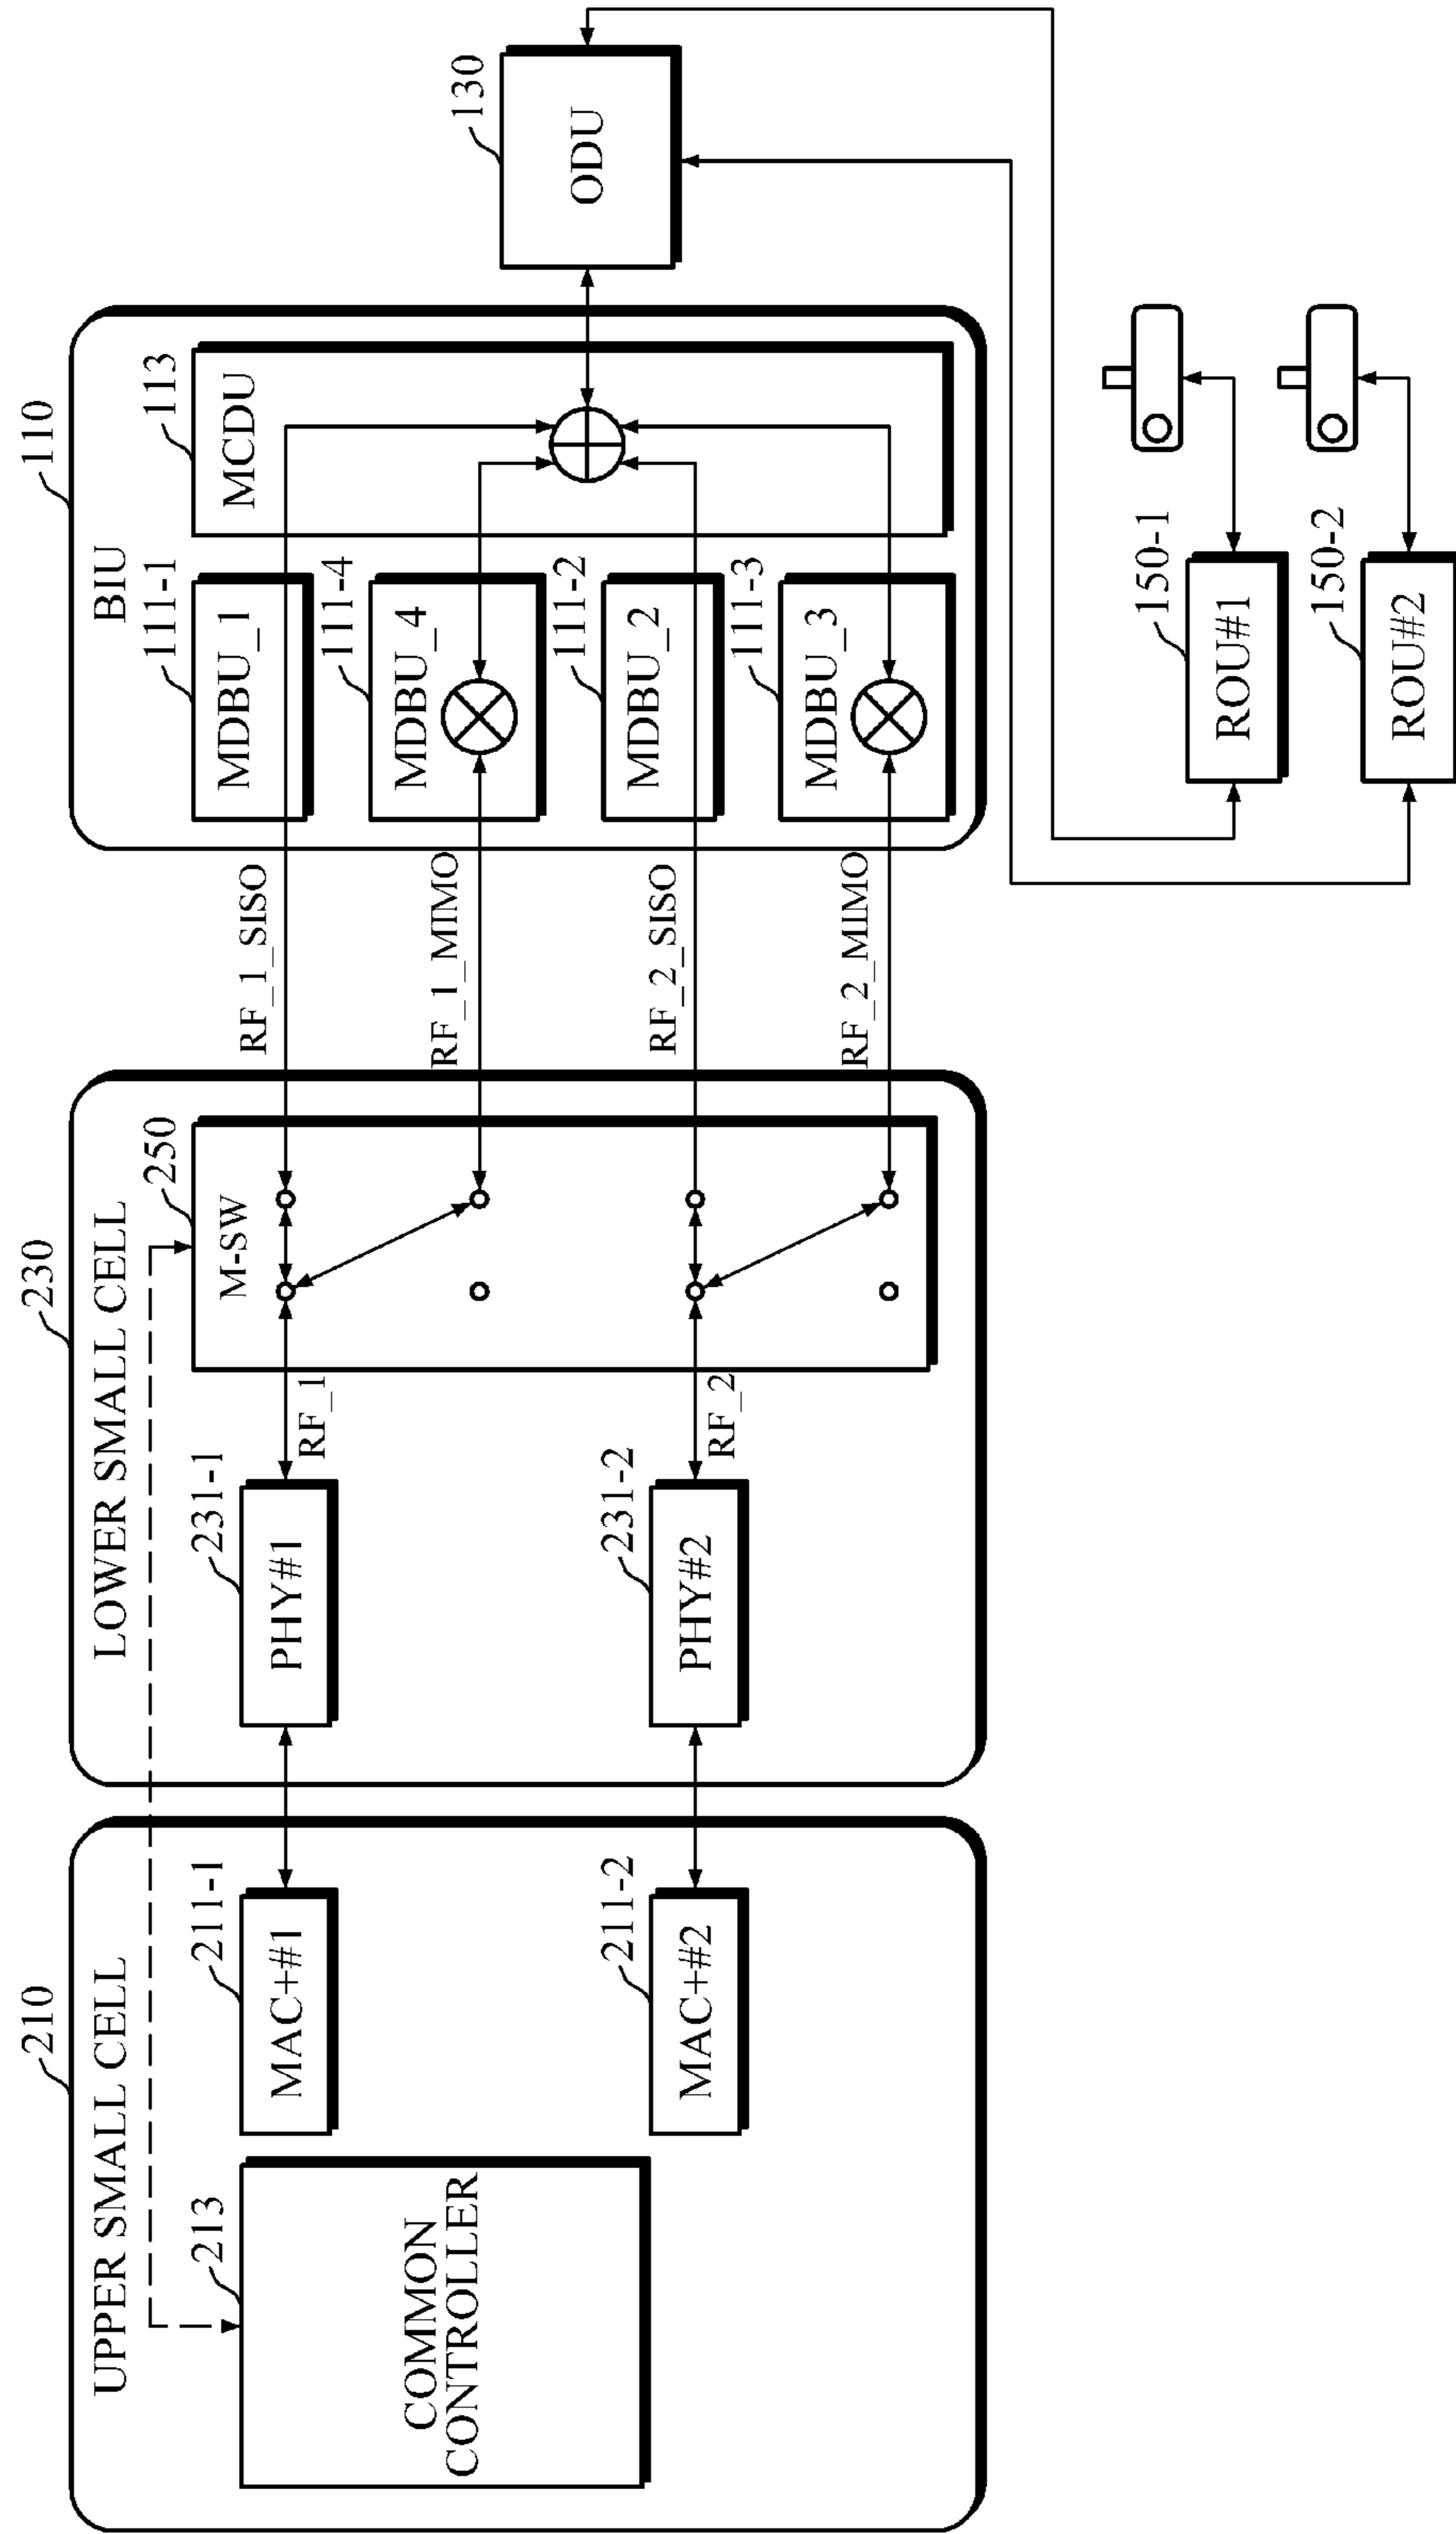 210
UPPER SMALL CELL
213
COMMON
CONTROLLER
211-1
MAC+#1
211-2
MAC+#2
230
LOWER SMALL CELL
231-1
PHY#1
RF_1
231-2
PHY#2
RF_2
250
M-SW
RF_1_SISO
RF_1_MIMO
RF_2_SISO
RF_2_MIMO
110
BIU
111-1
MDBU_1
111-4
MDBU_4
111-2
MDBU_2
111-3
MDBU_3
113
MCDU
130
ODU
150-1
ROU#1
150-2
ROU#2